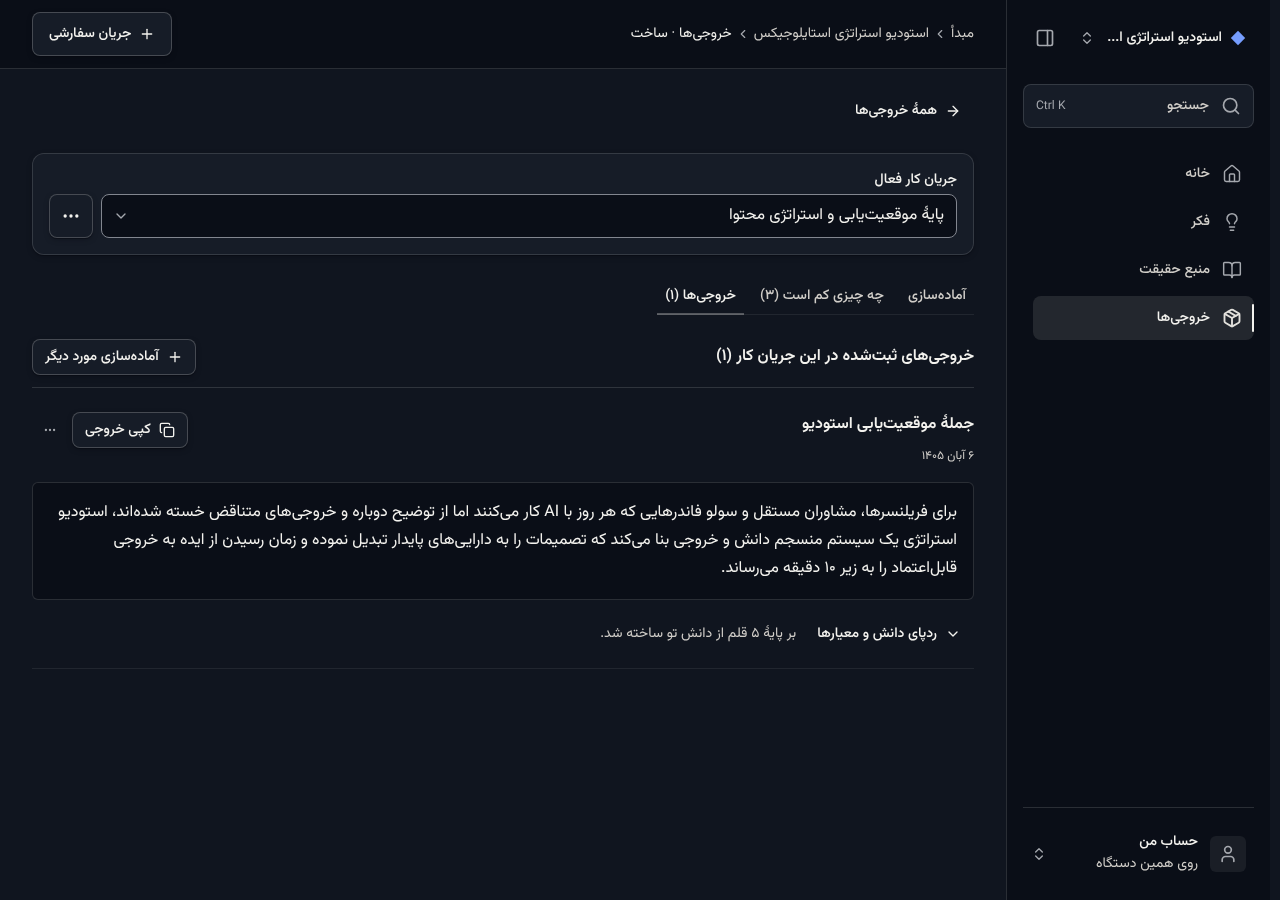 استودیو استراتژی ا...
جستجو
Ctrl K
خانه
فکر
منبع حقیقت
خروجی‌ها
حساب من
روی همین دستگاه
مبدأ › استودیو استراتژی استایلوجیکس › خروجی‌ها · ساخت
جریان سفارشی
همهٔ خروجی‌ها
جریان کار فعال
پایهٔ موقعیت‌یابی و استراتژی محتوا
آماده‌سازی
چه چیزی کم است (۳)
خروجی‌ها (۱)
خروجی‌های ثبت‌شده در این جریان کار (۱)
آماده‌سازی مورد دیگر
جملهٔ موقعیت‌یابی استودیو
۶ آبان ۱۴۰۵
کپی خروجی
برای فریلنسرها، مشاوران مستقل و سولو فاندرهایی که هر روز با AI کار می‌کنند اما از توضیح دوباره و خروجی‌های متناقض خسته شده‌اند، استودیو
استراتژی یک سیستم منسجم دانش و خروجی بنا می‌کند که تصمیمات را به دارایی‌های پایدار تبدیل نموده و زمان رسیدن از ایده به خروجی
قابل‌اعتماد را به زیر ۱۰ دقیقه می‌رساند.
ردپای دانش و معیارها
بر پایهٔ ۵ قلم از دانش تو ساخته شد.